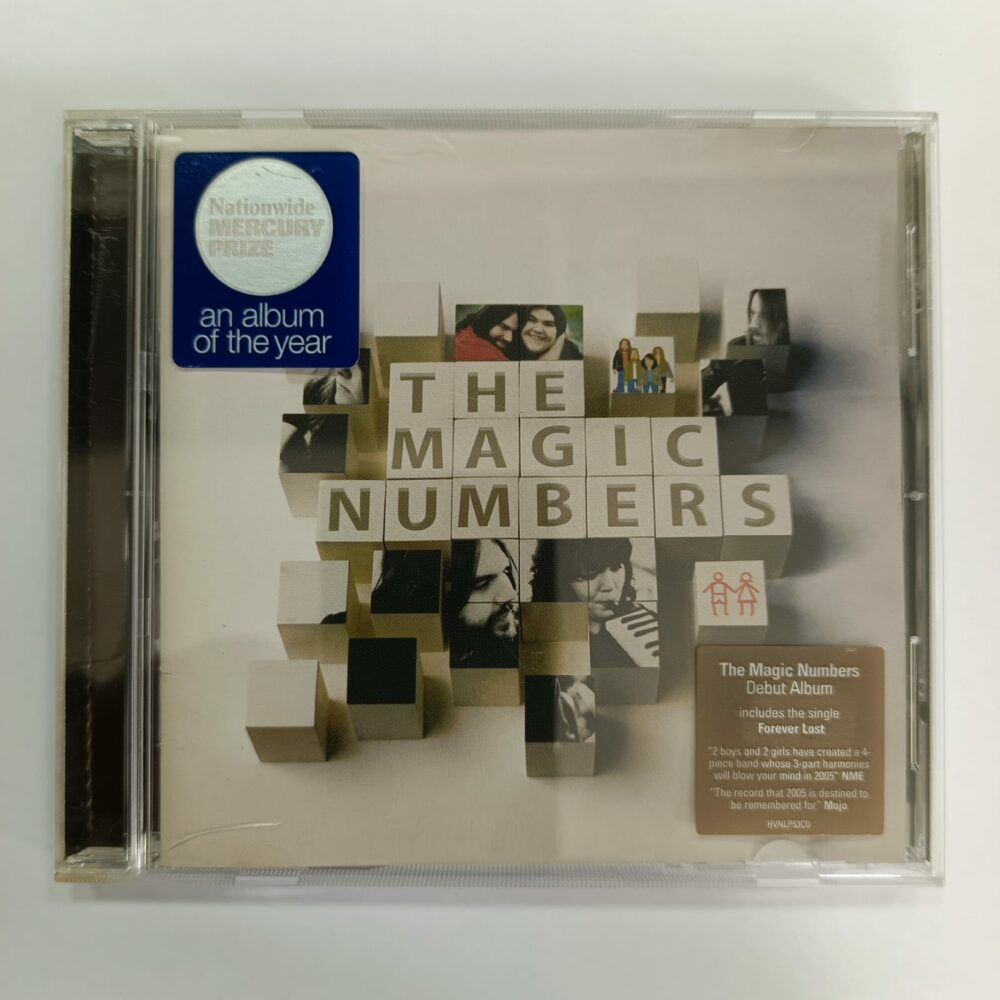 Nationwide
MERCURY
PRIZE
an album
of the year
THE
MAGIC
NUMBERS
The Magic Numbers
Debut Album
includes the single
Forever Lost
"2 boys and 2 girls have created a 4-
piece band whose 3-part harmonies
will blow your mind in 2005" NME
"The record that 2005 is destined to
be remembered for" Mojo
HVNLP53CD